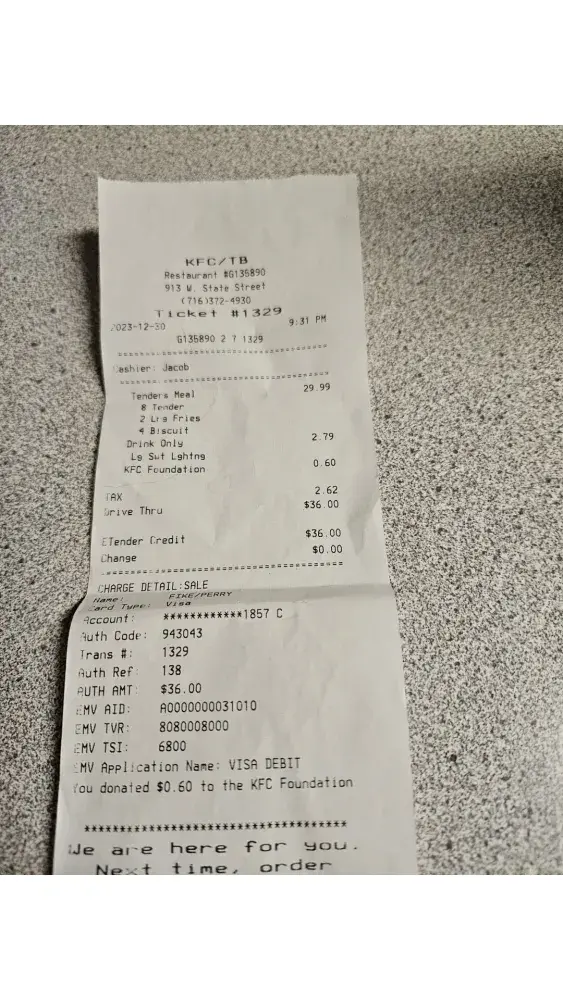 KFC/TB
Restaurant #G135890
913 W. State Street
(716)372-4930
Ticket #1329
2023-12-30 9:31 PM
G135890 2 7 1329
Cashier: Jacob
Tenders Meal 29.99
8 Tender
2 Lrg Fries
4 Biscuit
Drink Only 2.79
Lg Swt Lghtng
KFC Foundation 0.60
TAX 2.62
Drive Thru $36.00
ETender Credit $36.00
Change $0.00
CHARGE DETAIL:SALE
Name: FIKE/PERRY
Card Type: Visa
Account: ************1857 C
Auth Code: 943043
Trans #: 1329
Auth Ref: 138
AUTH AMT: $36.00
EMV AID: A0000000031010
EMV TVR: 8080008000
EMV TSI: 6800
EMV Application Name: VISA DEBIT
You donated $0.60 to the KFC Foundation
***********************************
We are here for you.
Next time, order